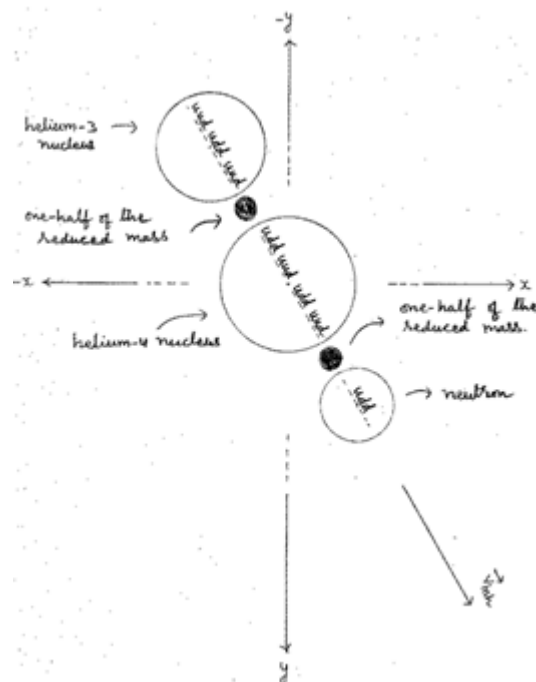 -y
uud udd uud
helium-3
nucleus
one-half of the
reduced mass
udd uud, udd uud
-x
x
one-half of the
reduced mass.
helium-4 nucleus
udd
neutron
y